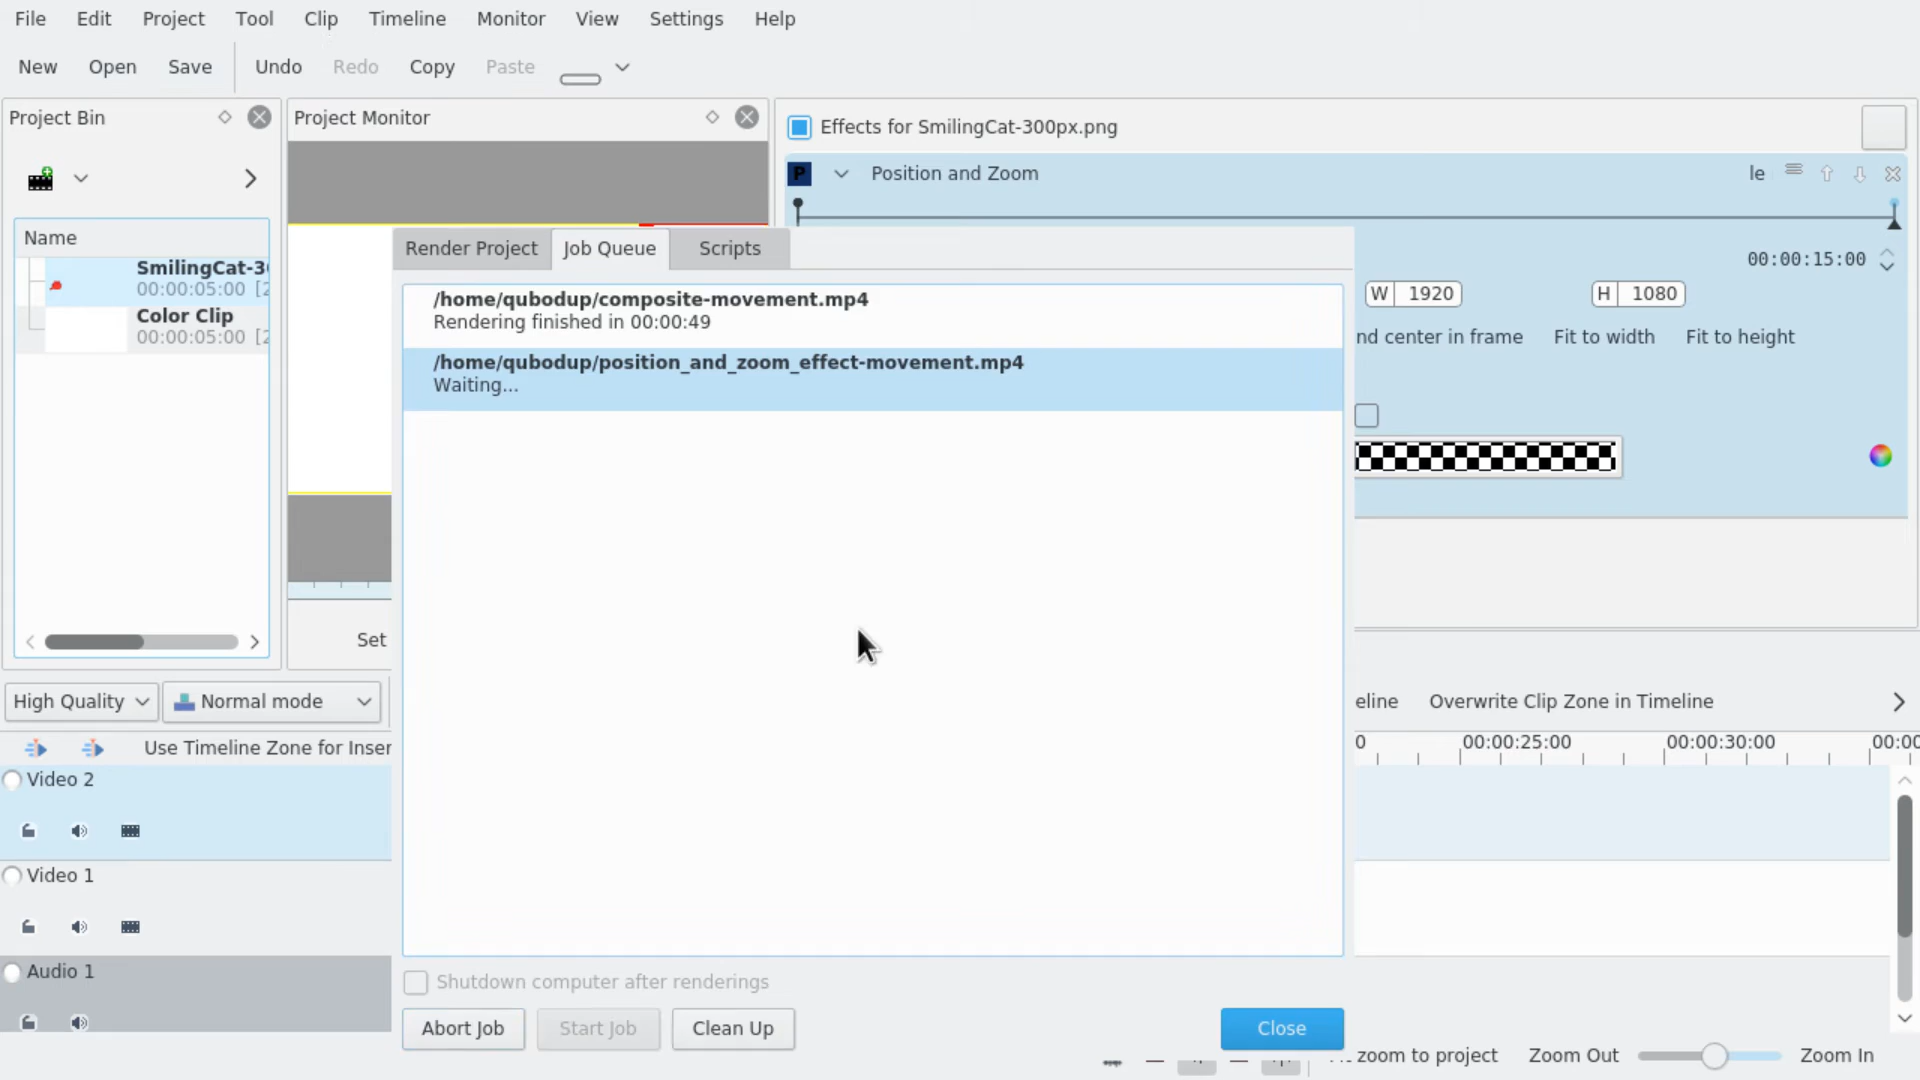 File Edit Project Tool Clip Timeline Monitor View Settings Help
New Open Save Undo Redo Copy Paste
Project Bin
Project Monitor
Effects for SmilingCat-300px.png
P Position and Zoom
00:00:15:00
W 1920 H 1080
nd center in frame Fit to width Fit to height
Name
SmilingCat-3
00:00:05:00 [2
Color Clip
00:00:05:00 [2
Render Project Job Queue Scripts
/home/qubodup/composite-movement.mp4
Rendering finished in 00:00:49
/home/qubodup/position_and_zoom_effect-movement.mp4
Waiting...
Set
High Quality Normal mode
eline Overwrite Clip Zone in Timeline
Use Timeline Zone for Inser
0 00:00:25:00 00:00:30:00 00:00
Video 2
Video 1
Audio 1
Shutdown computer after renderings
Abort Job Start Job Clean Up Close
zoom to project Zoom Out Zoom In